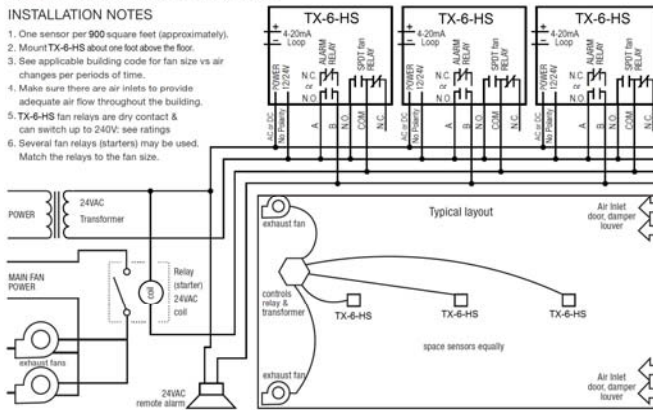 INSTALLATION NOTES
1. One sensor per 900 square feet (approximately).
2. Mount TX-6-HS about one foot above the floor.
3. See applicable building code for fan size vs air
changes per periods of time.
4. Make sure there are air inlets to provide
adequate air flow throughout the building.
5. TX-6-HS fan relays are dry contact &
can switch up to 240V: see ratings
6. Several fan relays (starters) may be used.
Match the relays to the fan size.
TX-6-HS
4-20mA
Loop
POWER
12/24V
ALARM
RELAY
SPDT fan
RELAY
N.C.
or
N.O.
AC or DC
No Polarity
A
B
N.O.
COM
N.C.
TX-6-HS
4-20mA
Loop
POWER
12/24V
ALARM
RELAY
SPDT fan
RELAY
N.C.
or
N.O.
AC or DC
No Polarity
A
B
N.O.
COM
N.C.
TX-6-HS
4-20mA
Loop
POWER
12/24V
ALARM
RELAY
SPDT fan
RELAY
N.C.
or
N.O.
AC or DC
No Polarity
A
B
N.O.
COM
N.C.
POWER
24VAC
Transformer
MAIN FAN
POWER
coil
Relay
(starter)
24VAC
coil
exhaust fans
24VAC
remote alarm
exhaust fan
Typical layout
Air Inlet
door, damper
louver
controls
relay &
transformer
TX-6-HS
TX-6-HS
TX-6-HS
space sensors equally
exhaust fan
Air Inlet
door, damper
louver